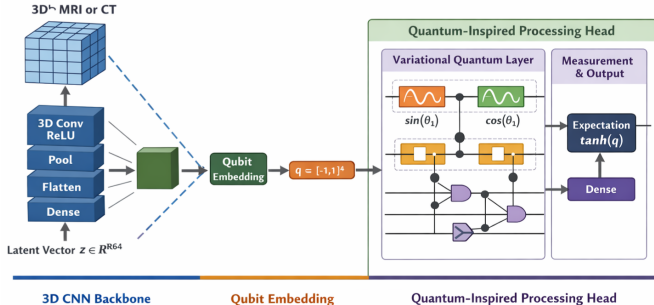 3D MRI or CT
Quantum-Inspired Processing Head
Variational Quantum Layer
Measurement
& Output
3D Conv
ReLU
Pool
Flatten
Dense
Latent Vector z ∈ R^R64
Qubit
Embedding
q = [-1,1]⁴
sin(θ₁)
cos(θ₁)
Expectation
tanh(q)
Dense
3D CNN Backbone
Qubit Embedding
Quantum-Inspired Processing Head